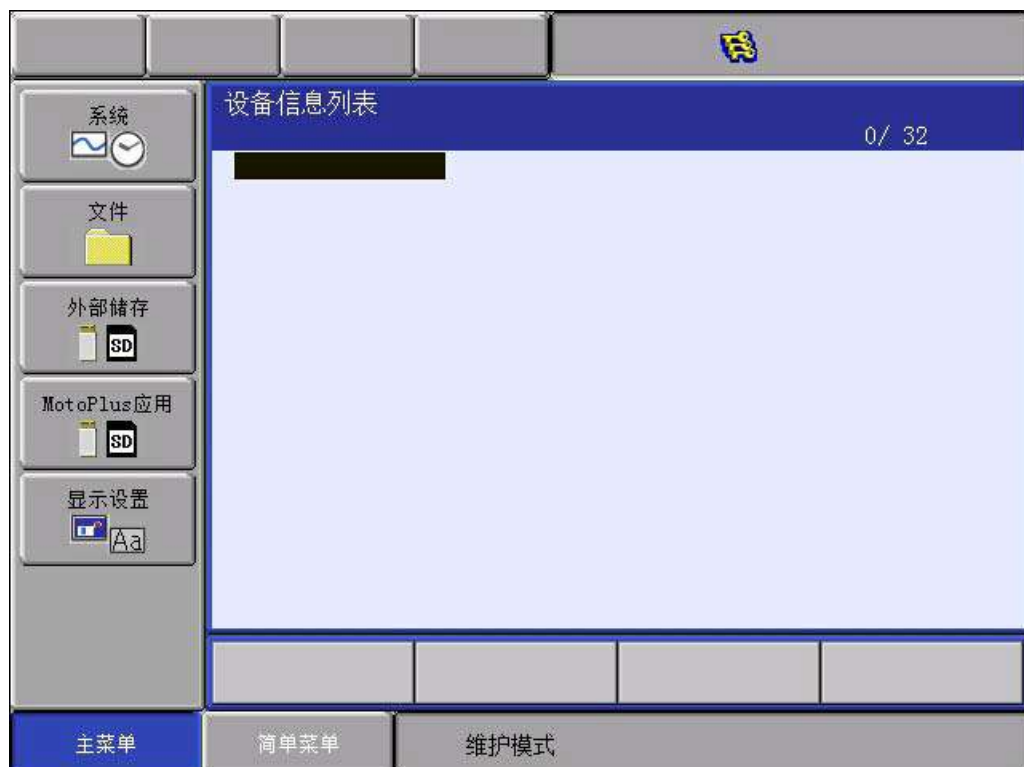 系统
设备信息列表
0/ 32
文件
外部储存
SD
MotoPlus应用
SD
显示设置
Aa
主菜单
简单菜单
维护模式